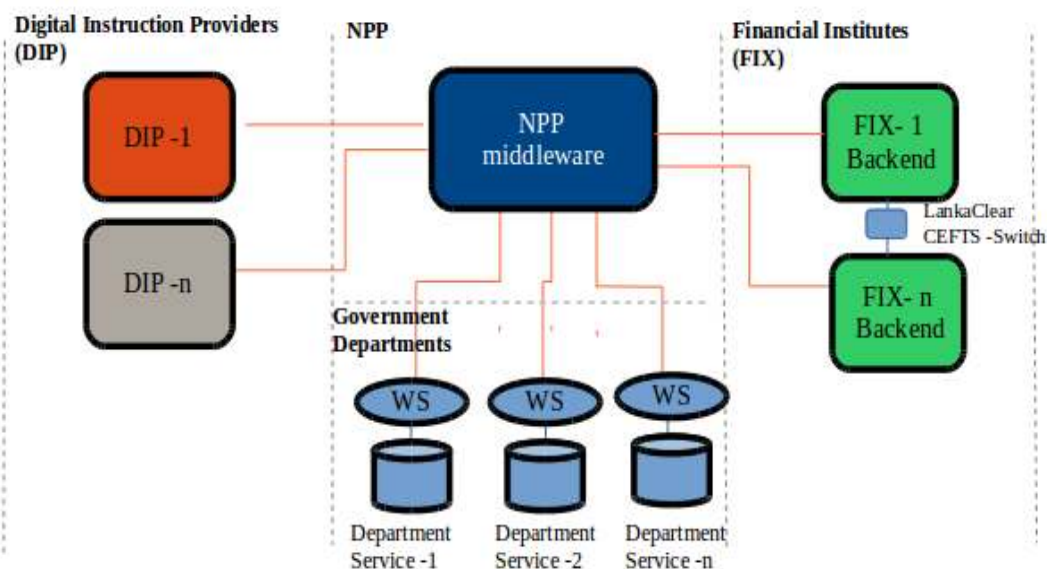 Digital Instruction Providers
(DIP)
NPP
Financial Institutes
(FIX)
DIP -1
DIP -n
NPP
middleware
FIX- 1
Backend
LankaClear
CEFTS -Switch
FIX- n
Backend
Government
Departments
WS
WS
WS
Department
Service -1
Department
Service -2
Department
Service -n